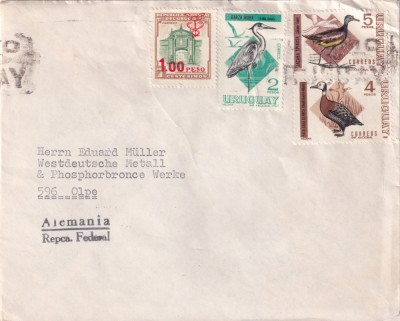 1.00 PESO
GARZA MORA
2
URUGUAY
5
CORREOS
URUGUAY
4
CORREOS
URUGUAY
Herrn Eduard Müller
Westdeutsche Metall
& Phosphorbronce Werke
596 Olpe
Alemania
Repca. Federal